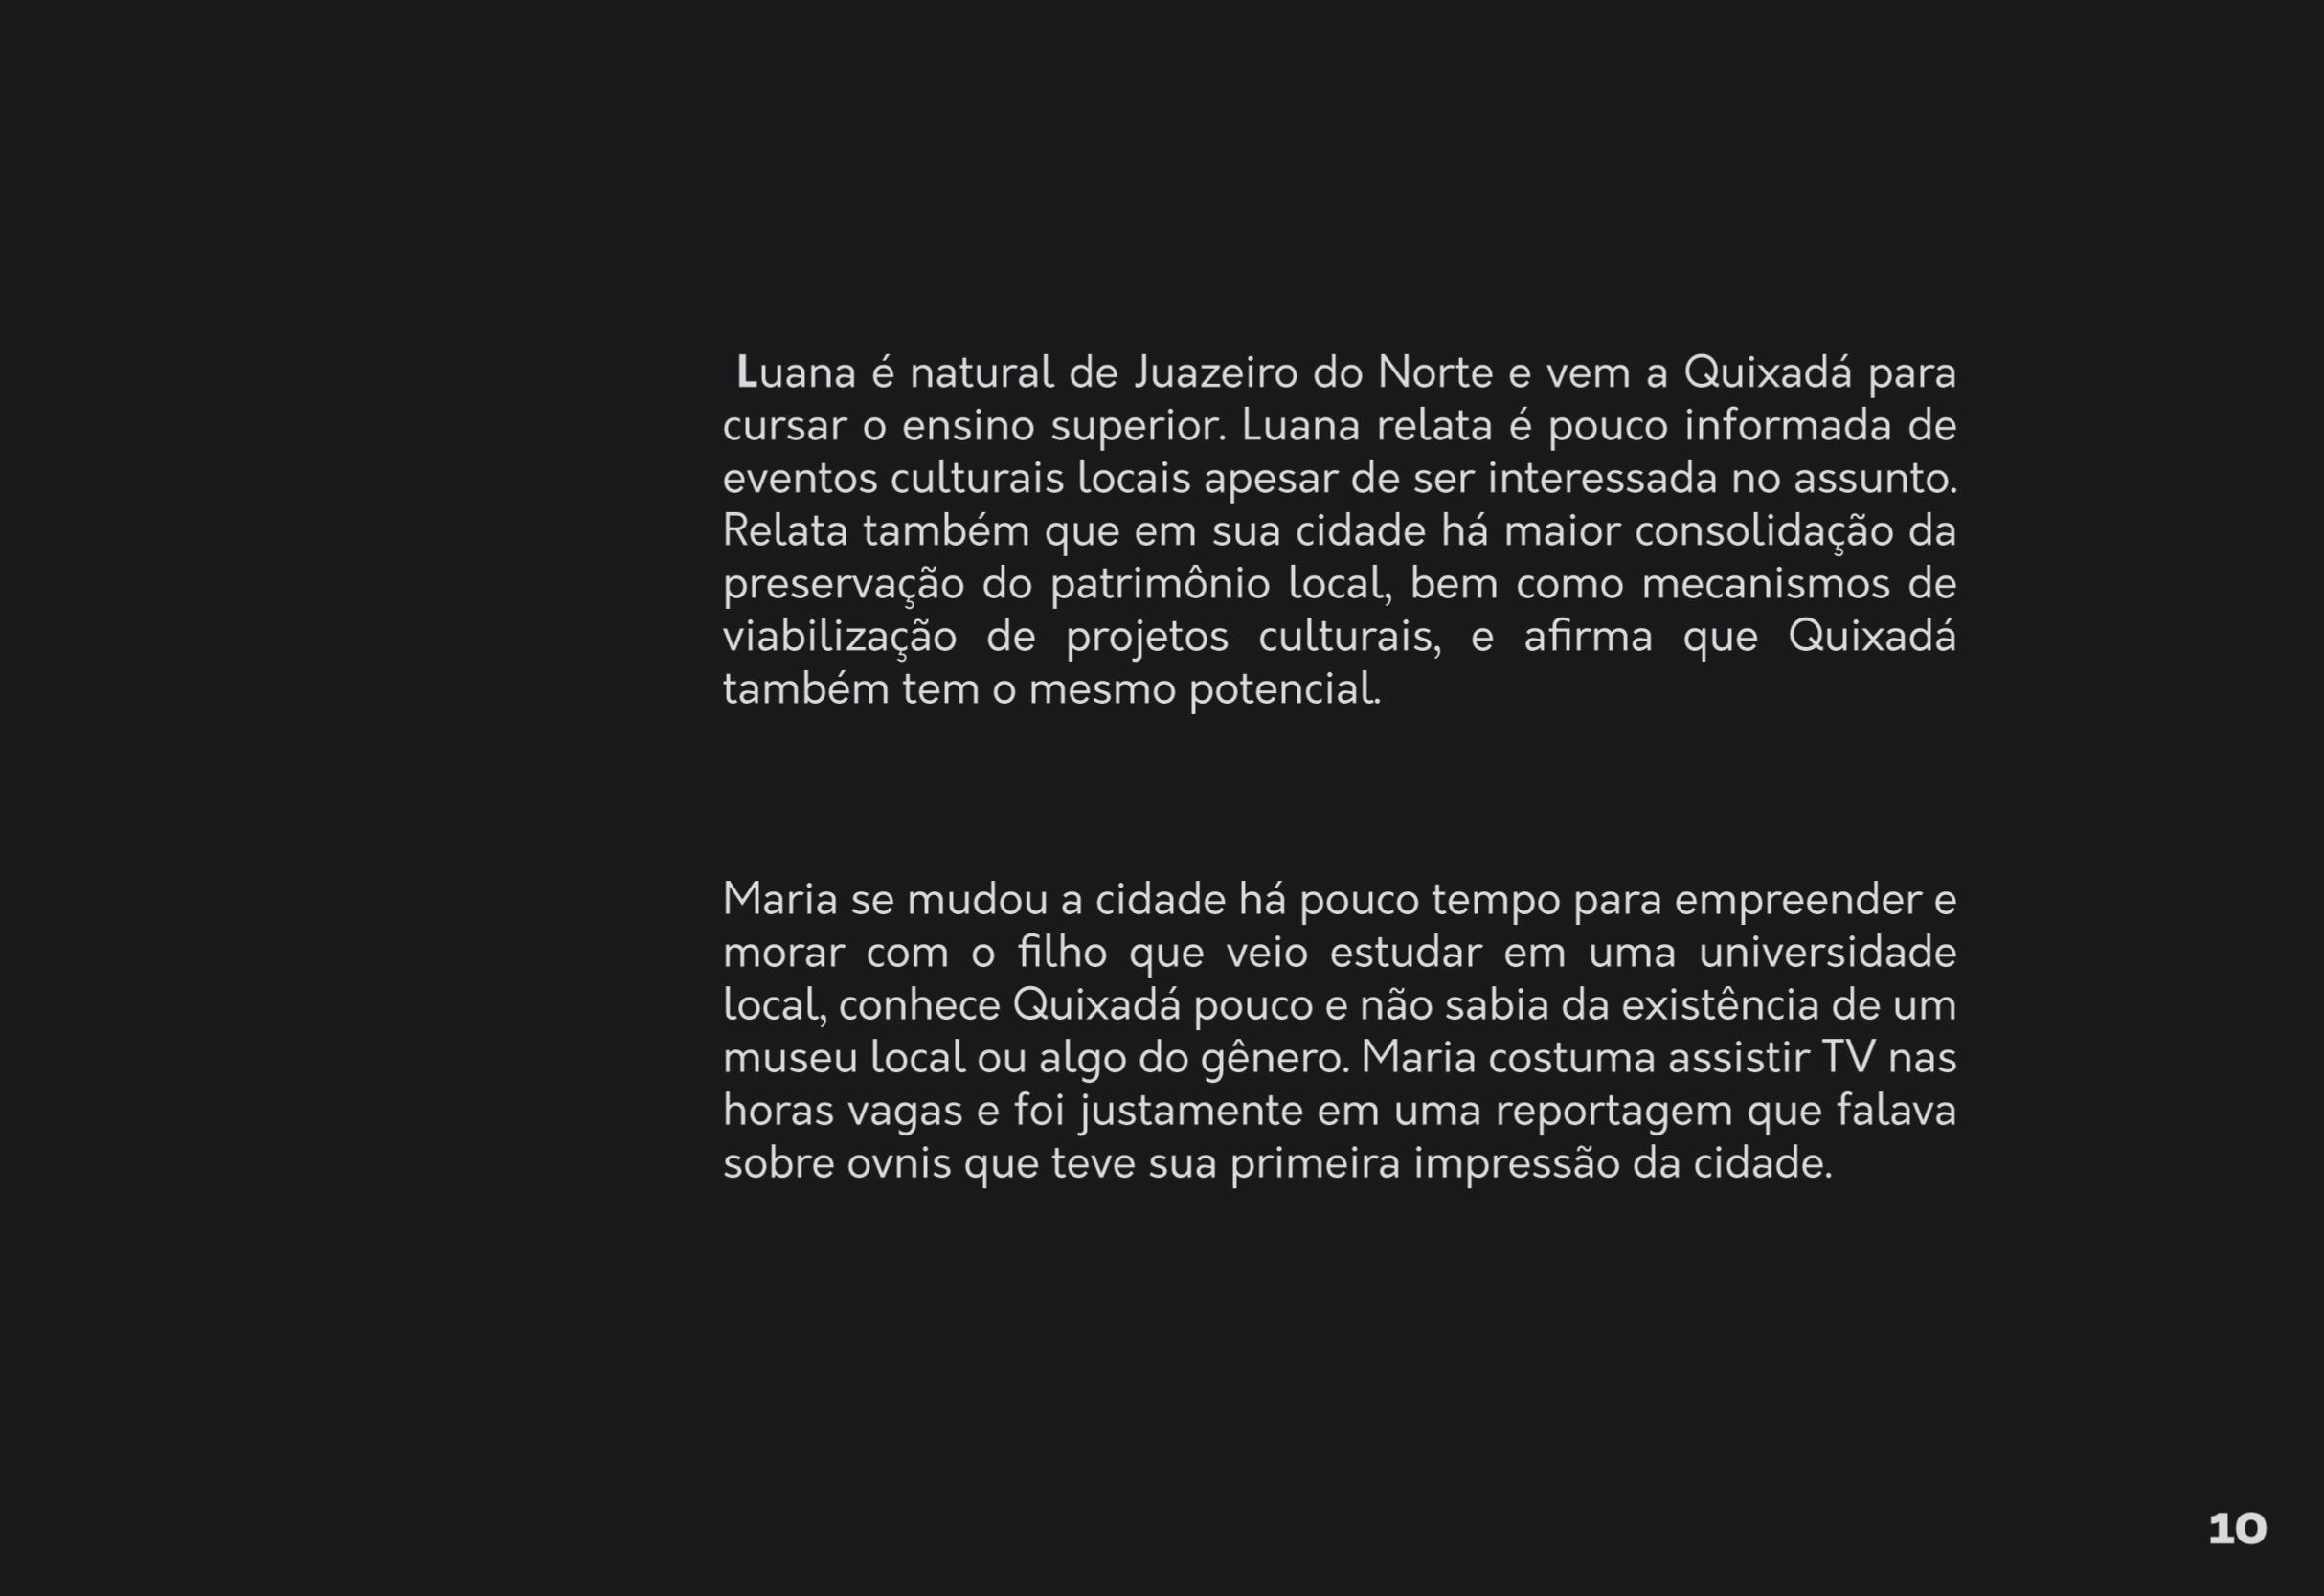 Luana é natural de Juazeiro do Norte e vem a Quixadá para
cursar o ensino superior. Luana relata é pouco informada de
eventos culturais locais apesar de ser interessada no assunto.
Relata também que em sua cidade há maior consolidação da
preservação do patrimônio local, bem como mecanismos de
viabilização de projetos culturais, e afirma que Quixadá
também tem o mesmo potencial.
Maria se mudou a cidade há pouco tempo para empreender e
morar com o filho que veio estudar em uma universidade
local, conhece Quixadá pouco e não sabia da existência de um
museu local ou algo do gênero. Maria costuma assistir TV nas
horas vagas e foi justamente em uma reportagem que falava
sobre ovnis que teve sua primeira impressão da cidade.
10